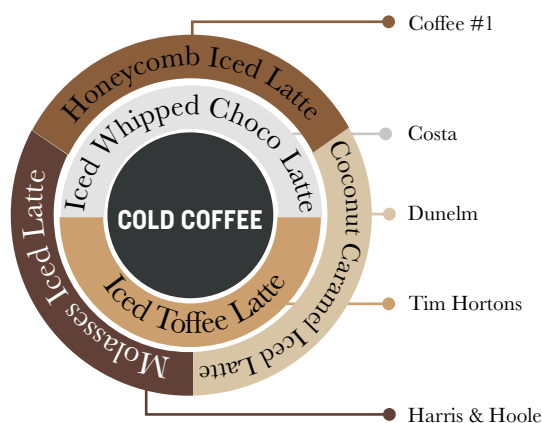 Coffee #1
Honeycomb Iced Latte
Iced Whipped Choco Latte
Costa
Coconut Caramel Iced Latte
COLD COFFEE
Dunelm
Molasses Iced Latte
Iced Toffee Latte
Tim Hortons
Harris & Hoole